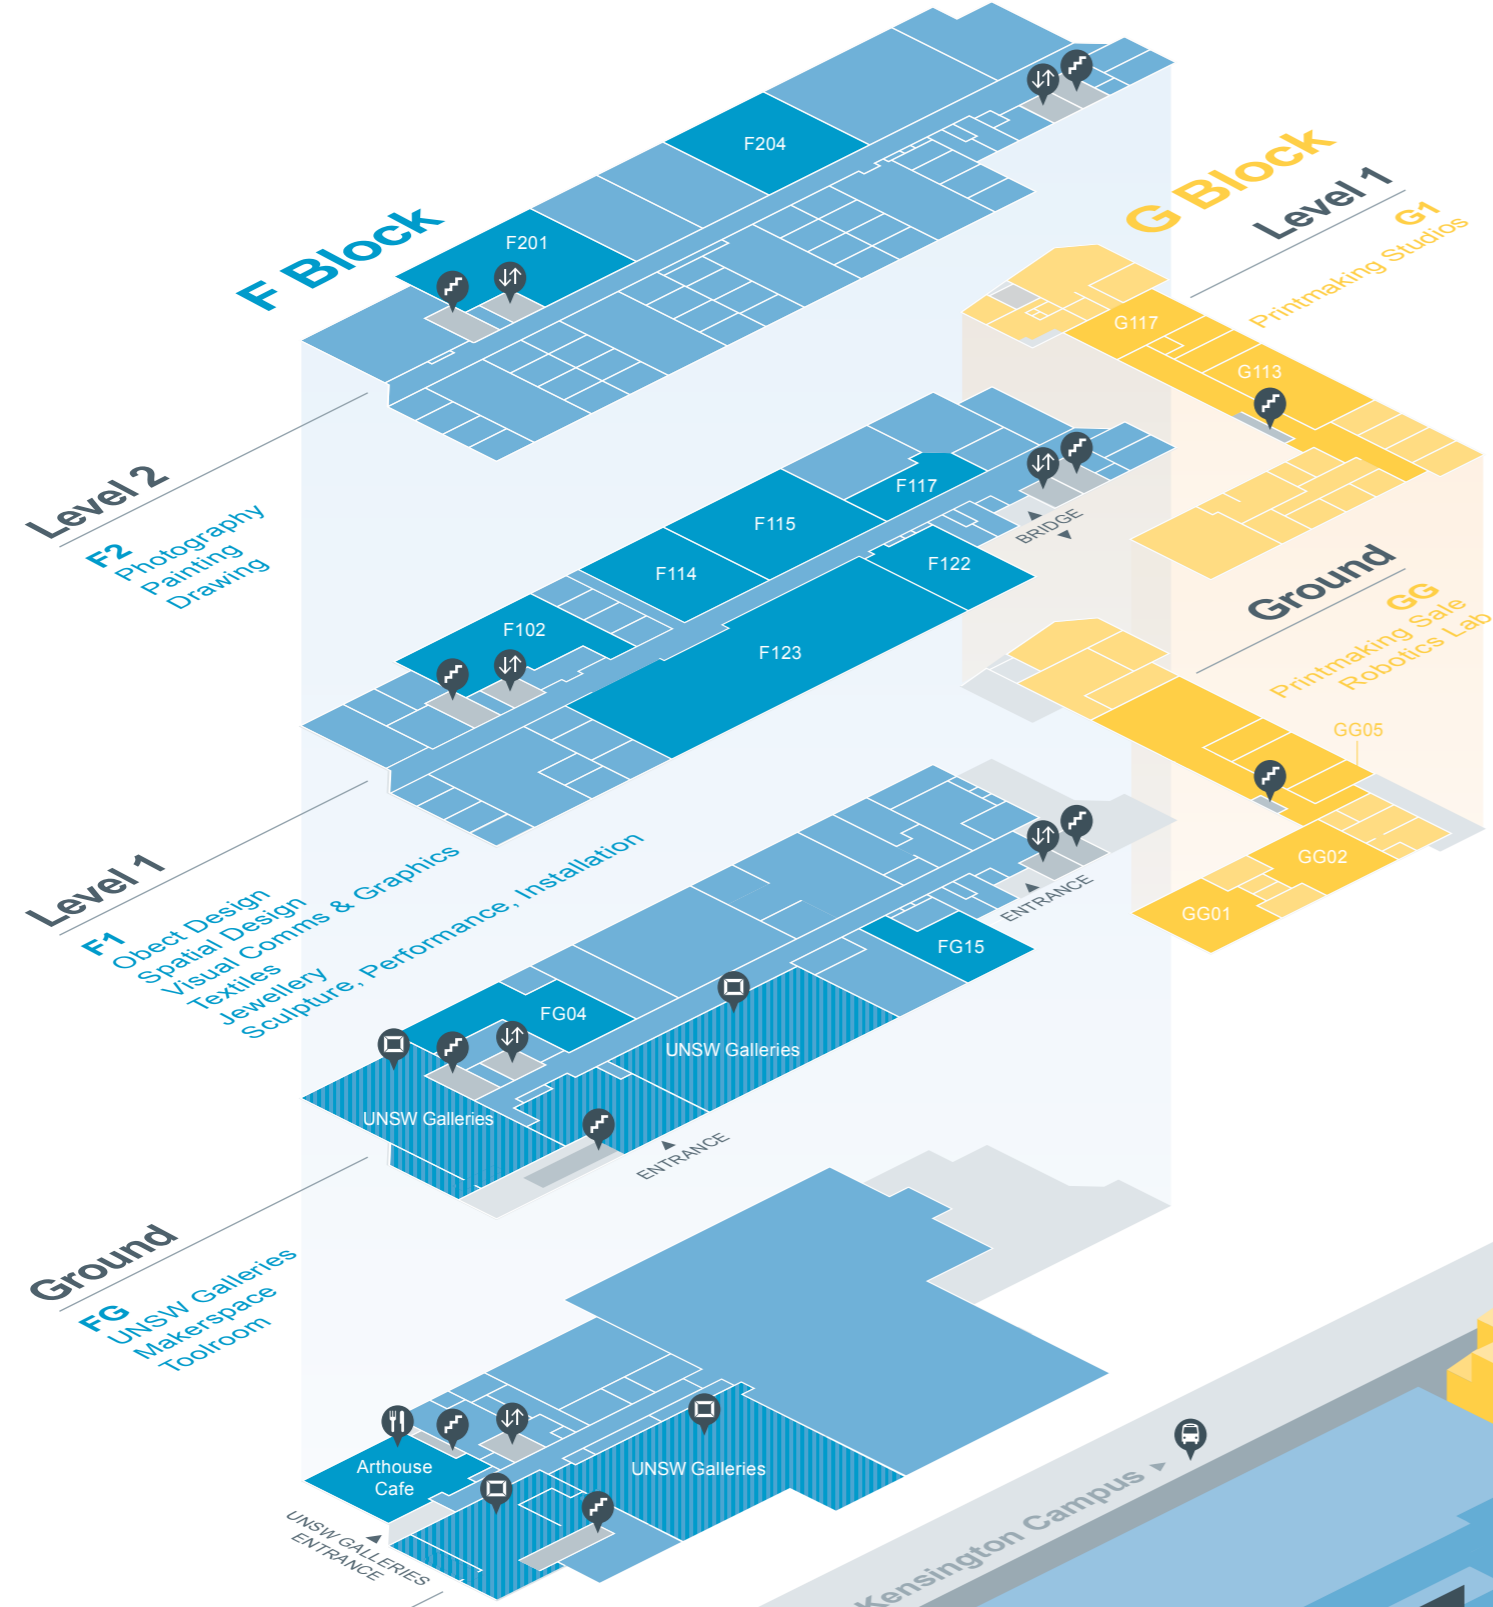 F Block
F204
F201
Level 2
F2
Photography
Painting
Drawing
G Block
Level 1
G1
Printmaking Studios
G117
G113
F117
F115
F114
F122
F102
F123
BRIDGE
Level 1
F1
Obect Design
Spatial Design
Visual Comms & Graphics
Textiles
Jewellery
Sculpture, Performance, Installation
Ground
GG
Printmaking Sale
Robotics Lab
GG05
GG02
GG01
ENTRANCE
FG15
FG04
UNSW Galleries
UNSW Galleries
ENTRANCE
Ground
FG
UNSW Galleries
Makerspace
Toolroom
Arthouse
Cafe
UNSW Galleries
UNSW GALLERIES
ENTRANCE
Kensington Campus